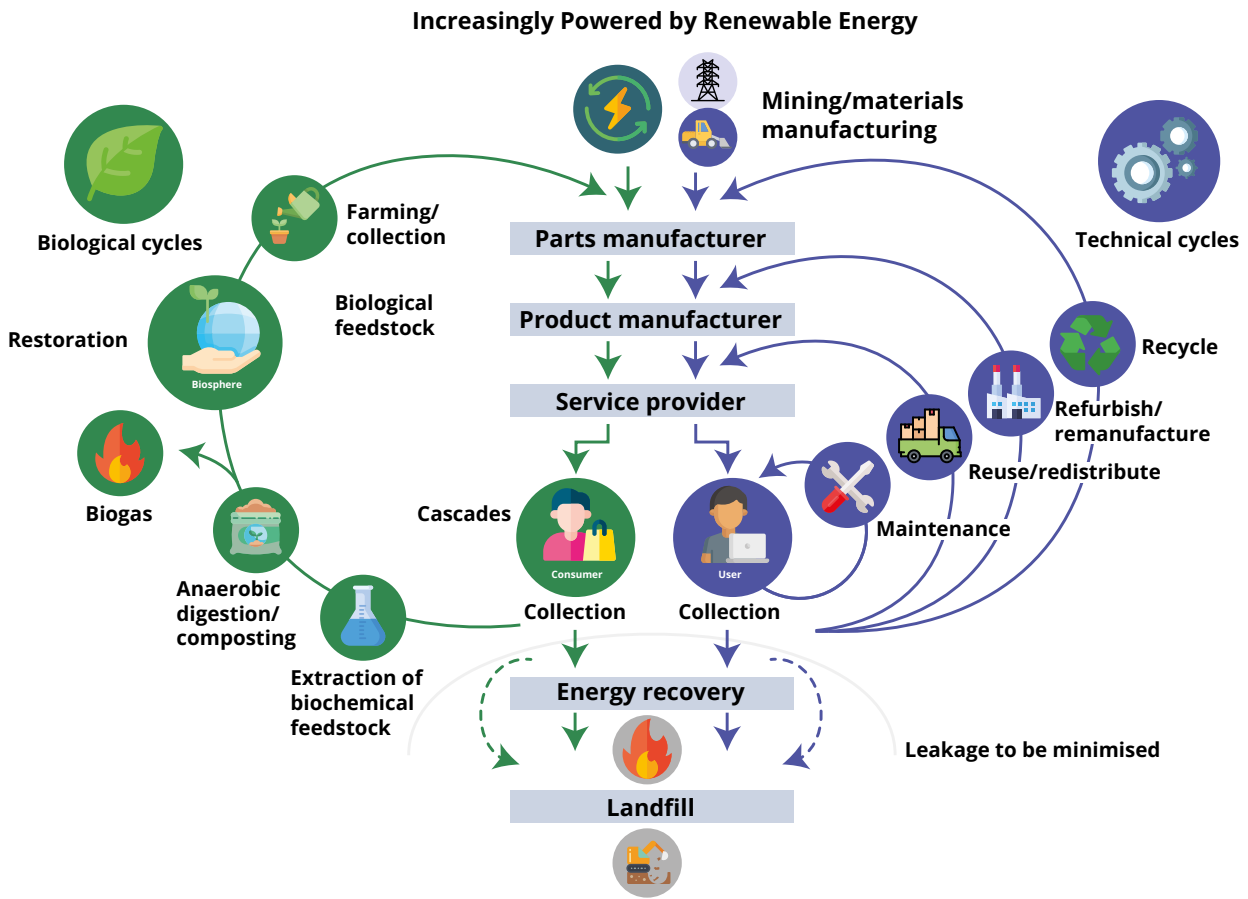 Increasingly Powered by Renewable Energy
Mining/materials
manufacturing
Biological cycles
Farming/
collection
Technical cycles
Parts manufacturer
Biological
feedstock
Product manufacturer
Restoration
Biosphere
Recycle
Service provider
Refurbish/
remanufacture
Reuse/redistribute
Biogas
Cascades
Maintenance
Consumer
User
Anaerobic
digestion/
composting
Collection
Collection
Extraction of
biochemical
feedstock
Energy recovery
Leakage to be minimised
Landfill